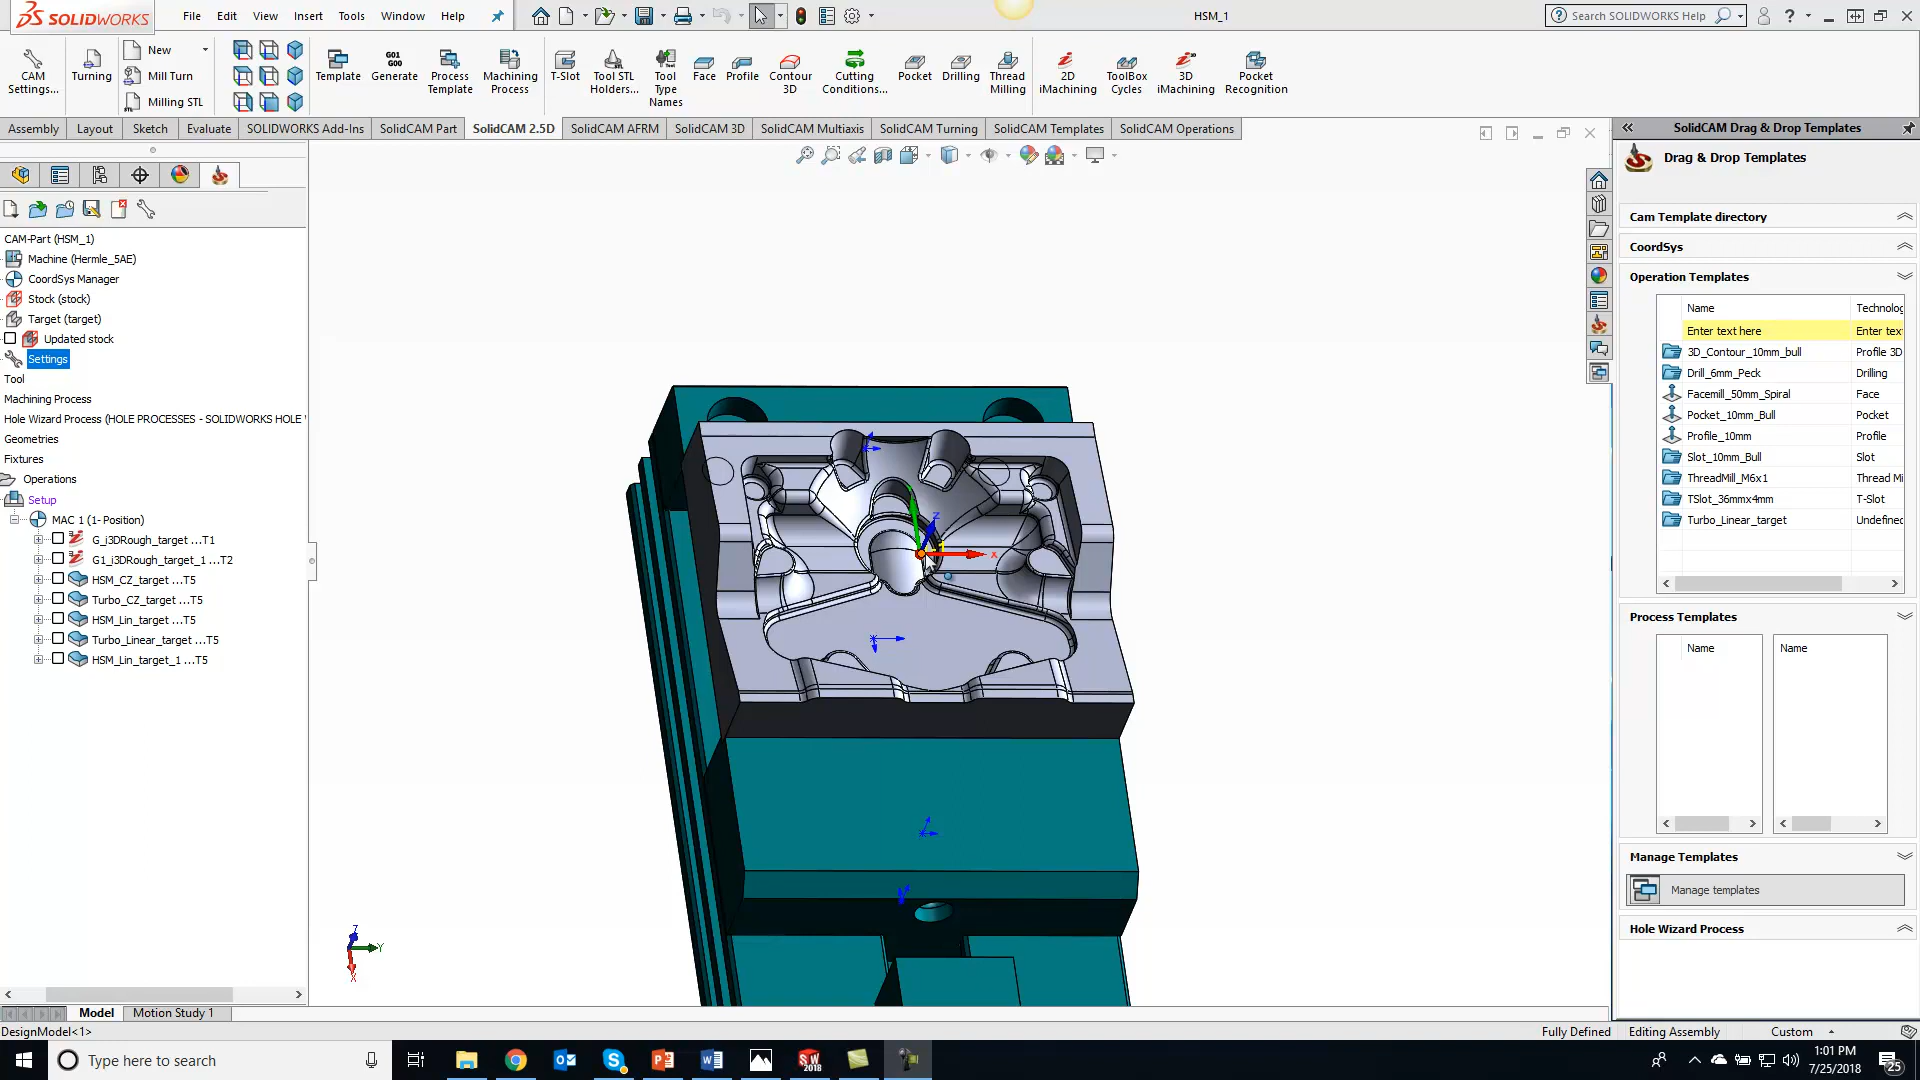 SOLIDWORKS File Edit View Insert Tools Window Help HSM_1 Search SOLIDWORKS Help
CAM Settings... Turning New Mill Turn Milling STL Template Generate Process Template Machining Process T-Slot Tool STL Holders... Tool Type Names Face Profile Contour 3D Cutting Conditions... Pocket Drilling Thread Milling 2D iMachining ToolBox Cycles 3D iMachining Pocket Recognition
G01
G00
Assembly Layout Sketch Evaluate SOLIDWORKS Add-Ins SolidCAM Part SolidCAM 2.5D SolidCAM AFRM SolidCAM 3D SolidCAM Multiaxis SolidCAM Turning SolidCAM Templates SolidCAM Operations
CAM-Part (HSM_1)
Machine (Hermle_5AE)
CoordSys Manager
Stock (stock)
Target (target)
Updated stock
Settings
Tool
Machining Process
Hole Wizard Process (HOLE PROCESSES - SOLIDWORKS HOLE W
Geometries
Fixtures
Operations
Setup
MAC 1 (1- Position)
G_i3DRough_target ...T1
G1_i3DRough_target_1 ...T2
HSM_CZ_target ...T5
Turbo_CZ_target ...T5
HSM_Lin_target ...T5
Turbo_Linear_target ...T5
HSM_Lin_target_1 ...T5
Z
1
X
Z
Y
X
SolidCAM Drag & Drop Templates
Drag & Drop Templates
Cam Template directory
CoordSys
Operation Templates
Name Technolog
Enter text here Enter tex
3D_Contour_10mm_bull Profile 3D
Drill_6mm_Peck Drilling
Facemill_50mm_Spiral Face
Pocket_10mm_Bull Pocket
Profile_10mm Profile
Slot_10mm_Bull Slot
ThreadMill_M6x1 Thread Mi
TSlot_36mmx4mm T-Slot
Turbo_Linear_target Undefined
Process Templates
Name Name
Manage Templates
Manage templates
Hole Wizard Process
Model Motion Study 1
DesignModel<1> Fully Defined Editing Assembly Custom
Type here to search SW 2018 1:01 PM
7/25/2018 25